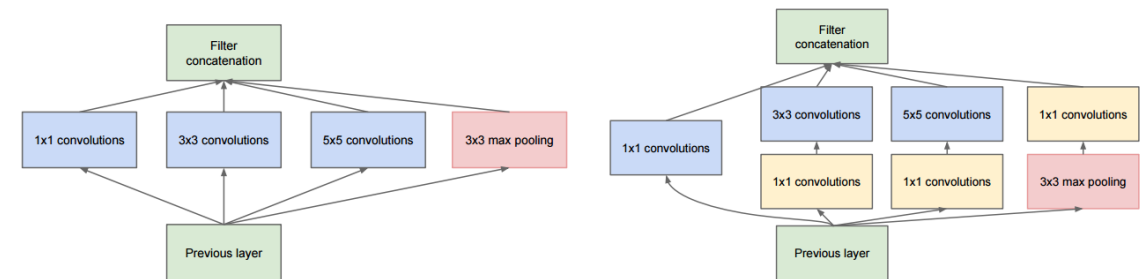 Filter
concatenation
1x1 convolutions
3x3 convolutions
5x5 convolutions
3x3 max pooling
Previous layer
Filter
concatenation
3x3 convolutions
5x5 convolutions
1x1 convolutions
1x1 convolutions
1x1 convolutions
1x1 convolutions
3x3 max pooling
Previous layer